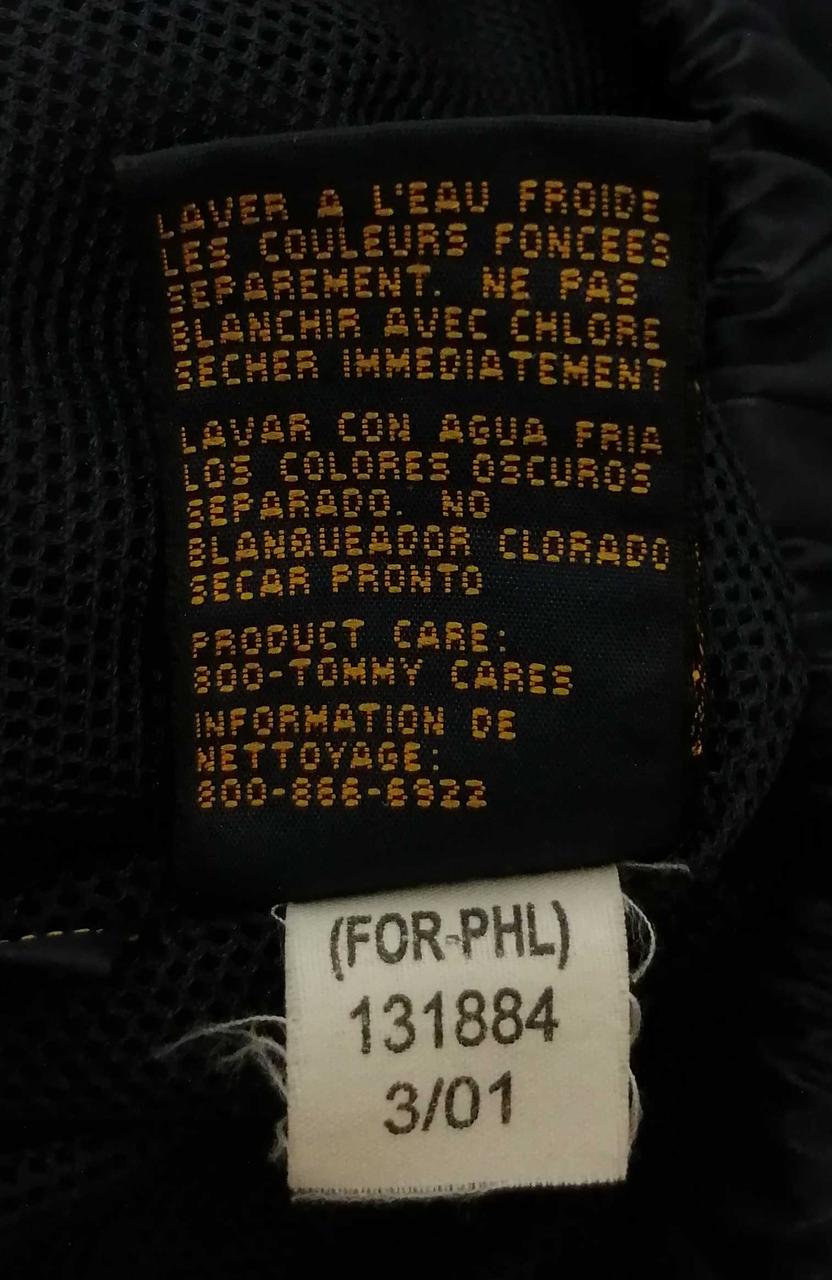 LAVER A L'EAU FROIDE
LES COULEURS FONCEES
SEPAREMENT. NE PAS
BLANCHIR AVEC CHLORE
SECHER IMMEDIATEMENT
LAVAR CON AGUA FRIA
LOS COLORES OSCUROS
SEPARADO. NO
BLANQUEADOR CLORADO
SECAR PRONTO
PRODUCT CARE:
800-TOMMY CARES
INFORMATION DE
NETTOYAGE:
800-866-6922
(FOR-PHL)
131884
3/01